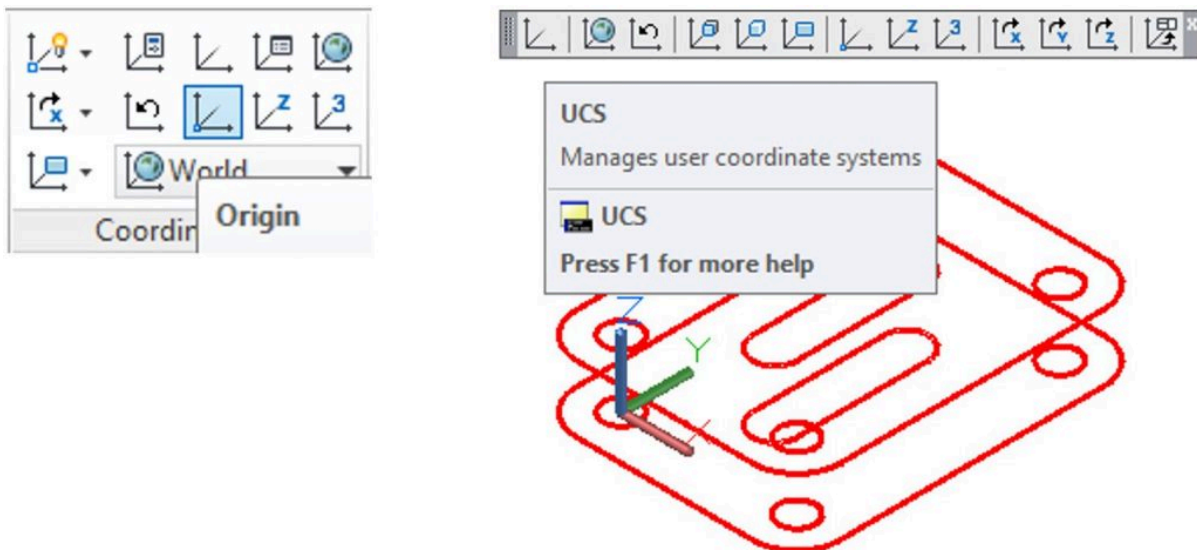 World
Coordin
Origin
UCS
Manages user coordinate systems
UCS
Press F1 for more help
Z
Y
X